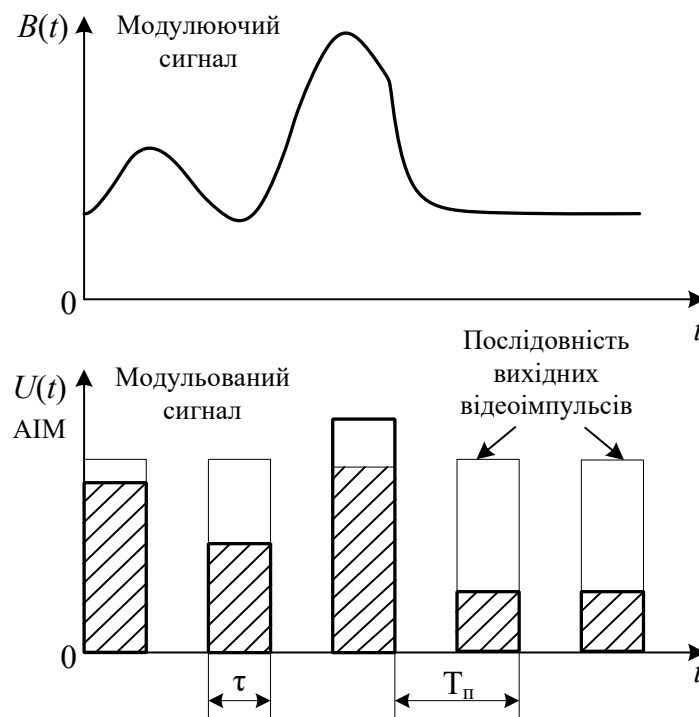 B(t)
Модулюючий
сигнал
0
t
U(t)
АІМ
Модульований
сигнал
Послідовність
вихідних
відеоімпульсів
0
t
τ
Tп